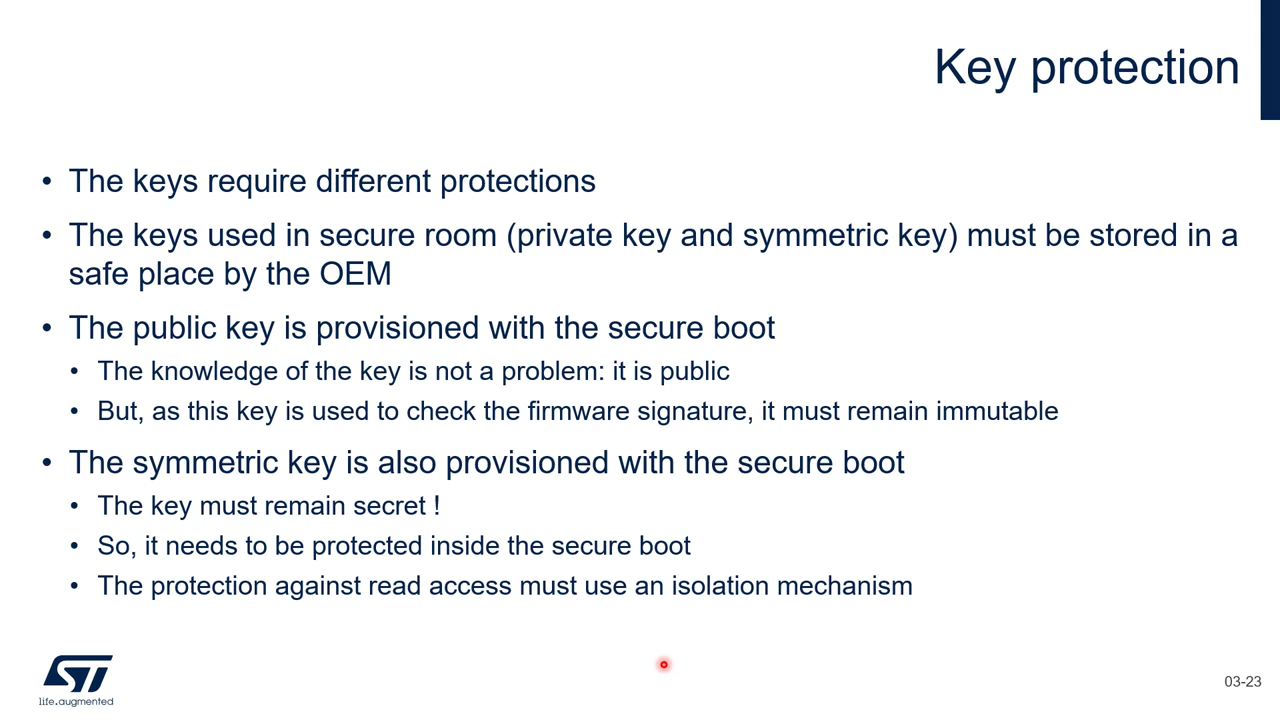 Key protection
• The keys require different protections
• The keys used in secure room (private key and symmetric key) must be stored in a
safe place by the OEM
• The public key is provisioned with the secure boot
• The knowledge of the key is not a problem: it is public
• But, as this key is used to check the firmware signature, it must remain immutable
• The symmetric key is also provisioned with the secure boot
• The key must remain secret !
• So, it needs to be protected inside the secure boot
• The protection against read access must use an isolation mechanism
ST
life.augmented
03-23